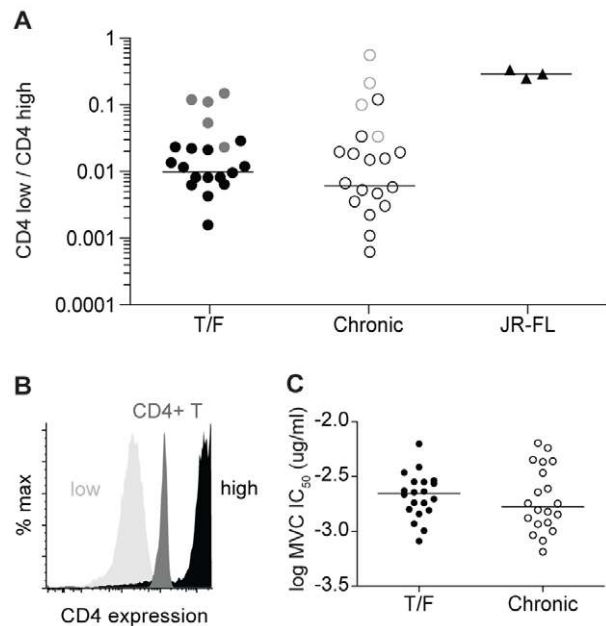 A
CD4 low / CD4 high
1
0.1
0.01
0.001
0.0001
T/F
Chronic
JR-FL
B
CD4+ T
low
high
% max
CD4 expression
C
log MVC IC50 (ug/ml)
-2.0
-2.5
-3.0
-3.5
T/F
Chronic